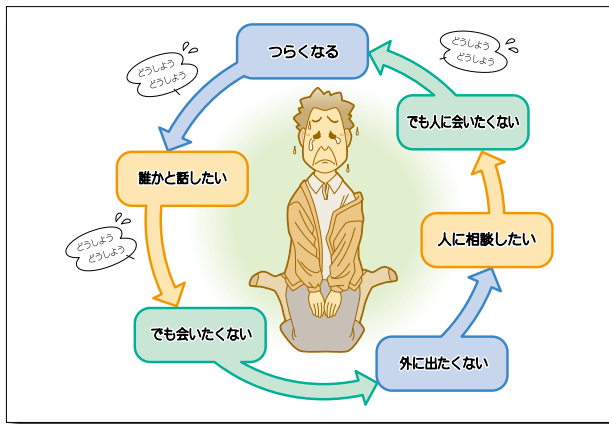 つらくなる
どうしよう
どうしよう
誰かと話したい
どうしよう
どうしよう
でも会いたくない
外に出たくない
人に相談したい
でも人に会いたくない
どうしよう
どうしよう